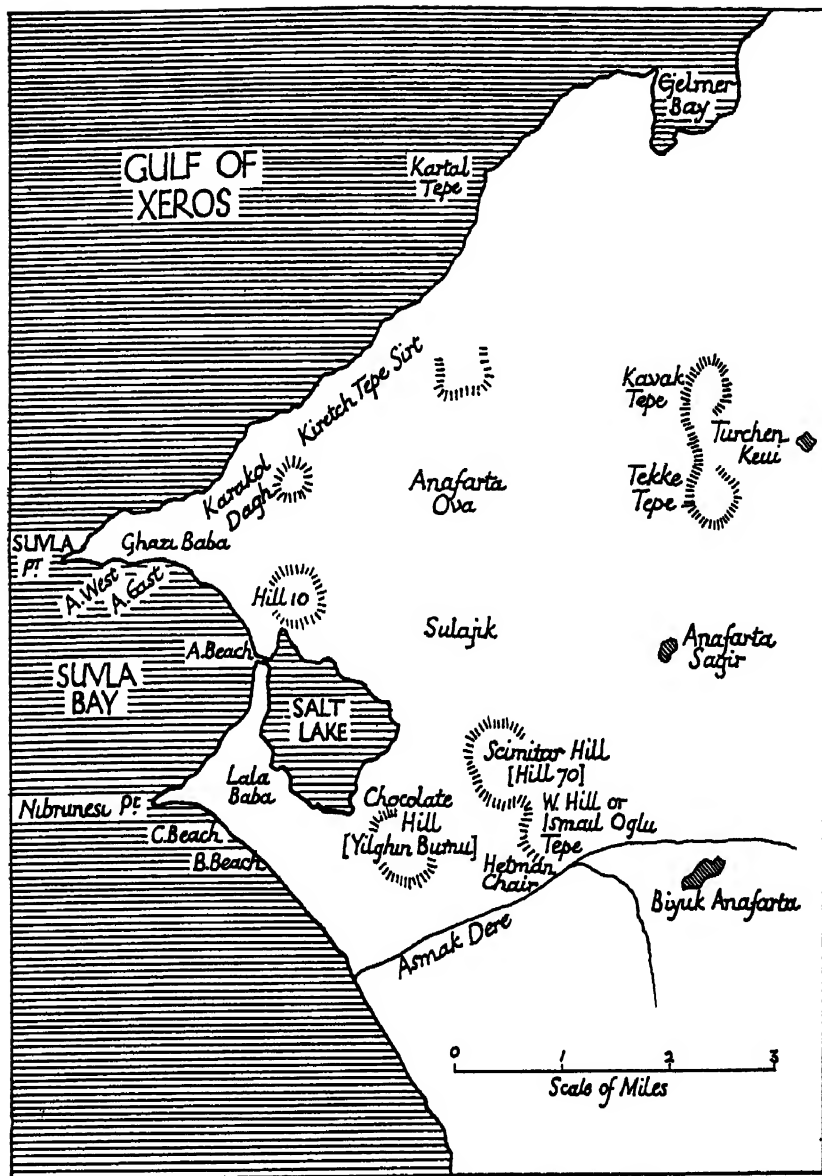 Gjelmer
Bay
GULF OF
XEROS
Kartal
Tepe
Kiretch Tepe Sirt
Kavak
Tepe
Turchen
Keui
Karakol
Dagh
Anafarta
Ova
Tekke
Tepe
SUVLA
PT.
Ghazi Baba
A. West
A. East
Hill 10
Sulajik
A. Beach
Anafarta
Sagir
SUVLA
BAY
SALT
LAKE
Scimitar Hill
[Hill 70]
Lala
Baba
Nibrunesi PT.
Chocolate
Hill
[Yilghin Burnu]
W. Hill or
Ismail Oglu
Tepe
C. Beach
B. Beach
Hetman
Chair
Biyuk Anafarta
Asmak Dere
0 1 2 3
Scale of Miles